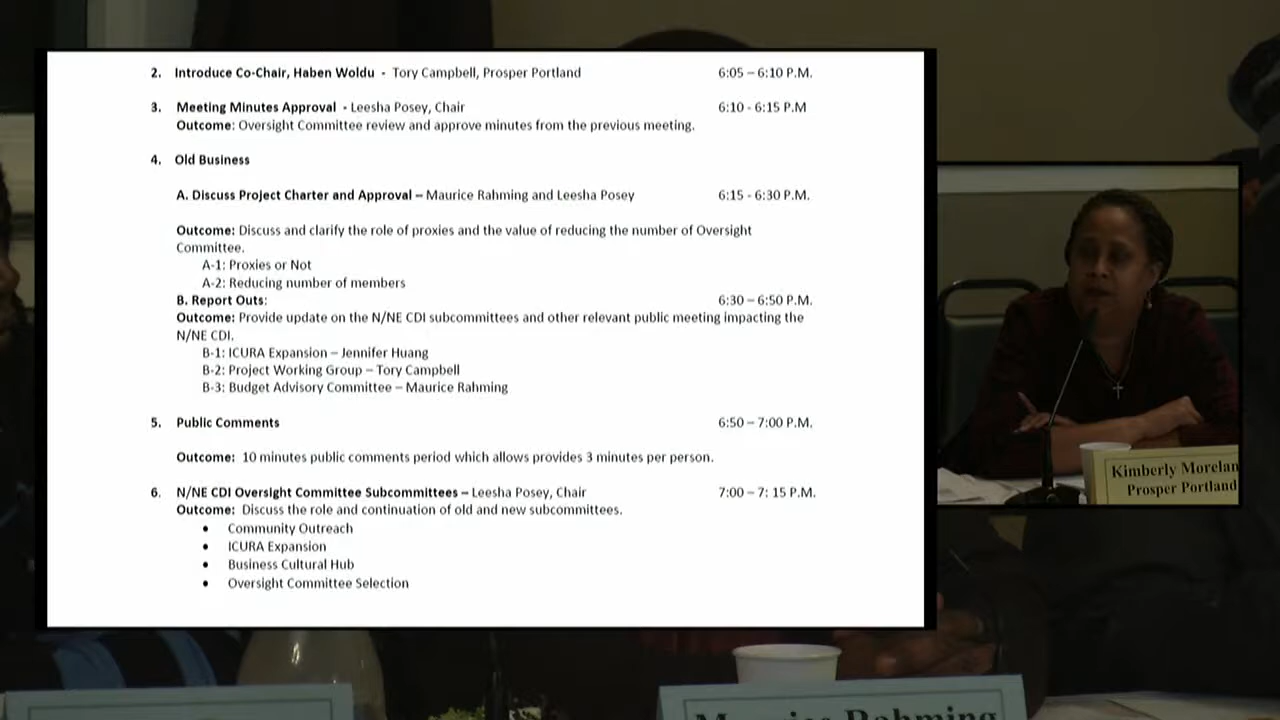 2. Introduce Co-Chair, Haben Woldu - Tory Campbell, Prosper Portland 6:05 – 6:10 P.M.
3. Meeting Minutes Approval - Leesha Posey, Chair 6:10 - 6:15 P.M
Outcome: Oversight Committee review and approve minutes from the previous meeting.
4. Old Business
A. Discuss Project Charter and Approval – Maurice Rahming and Leesha Posey 6:15 - 6:30 P.M.
Outcome: Discuss and clarify the role of proxies and the value of reducing the number of Oversight
Committee.
A-1: Proxies or Not
A-2: Reducing number of members
B. Report Outs: 6:30 – 6:50 P.M.
Outcome: Provide update on the N/NE CDI subcommittees and other relevant public meeting impacting the
N/NE CDI.
B-1: ICURA Expansion – Jennifer Huang
B-2: Project Working Group – Tory Campbell
B-3: Budget Advisory Committee – Maurice Rahming
5. Public Comments 6:50 – 7:00 P.M.
Outcome: 10 minutes public comments period which allows provides 3 minutes per person.
6. N/NE CDI Oversight Committee Subcommittees – Leesha Posey, Chair 7:00 – 7: 15 P.M.
Outcome: Discuss the role and continuation of old and new subcommittees.
• Community Outreach
• ICURA Expansion
• Business Cultural Hub
• Oversight Committee Selection
Kimberly Morelan
Prosper Portland
Maurice Rahming